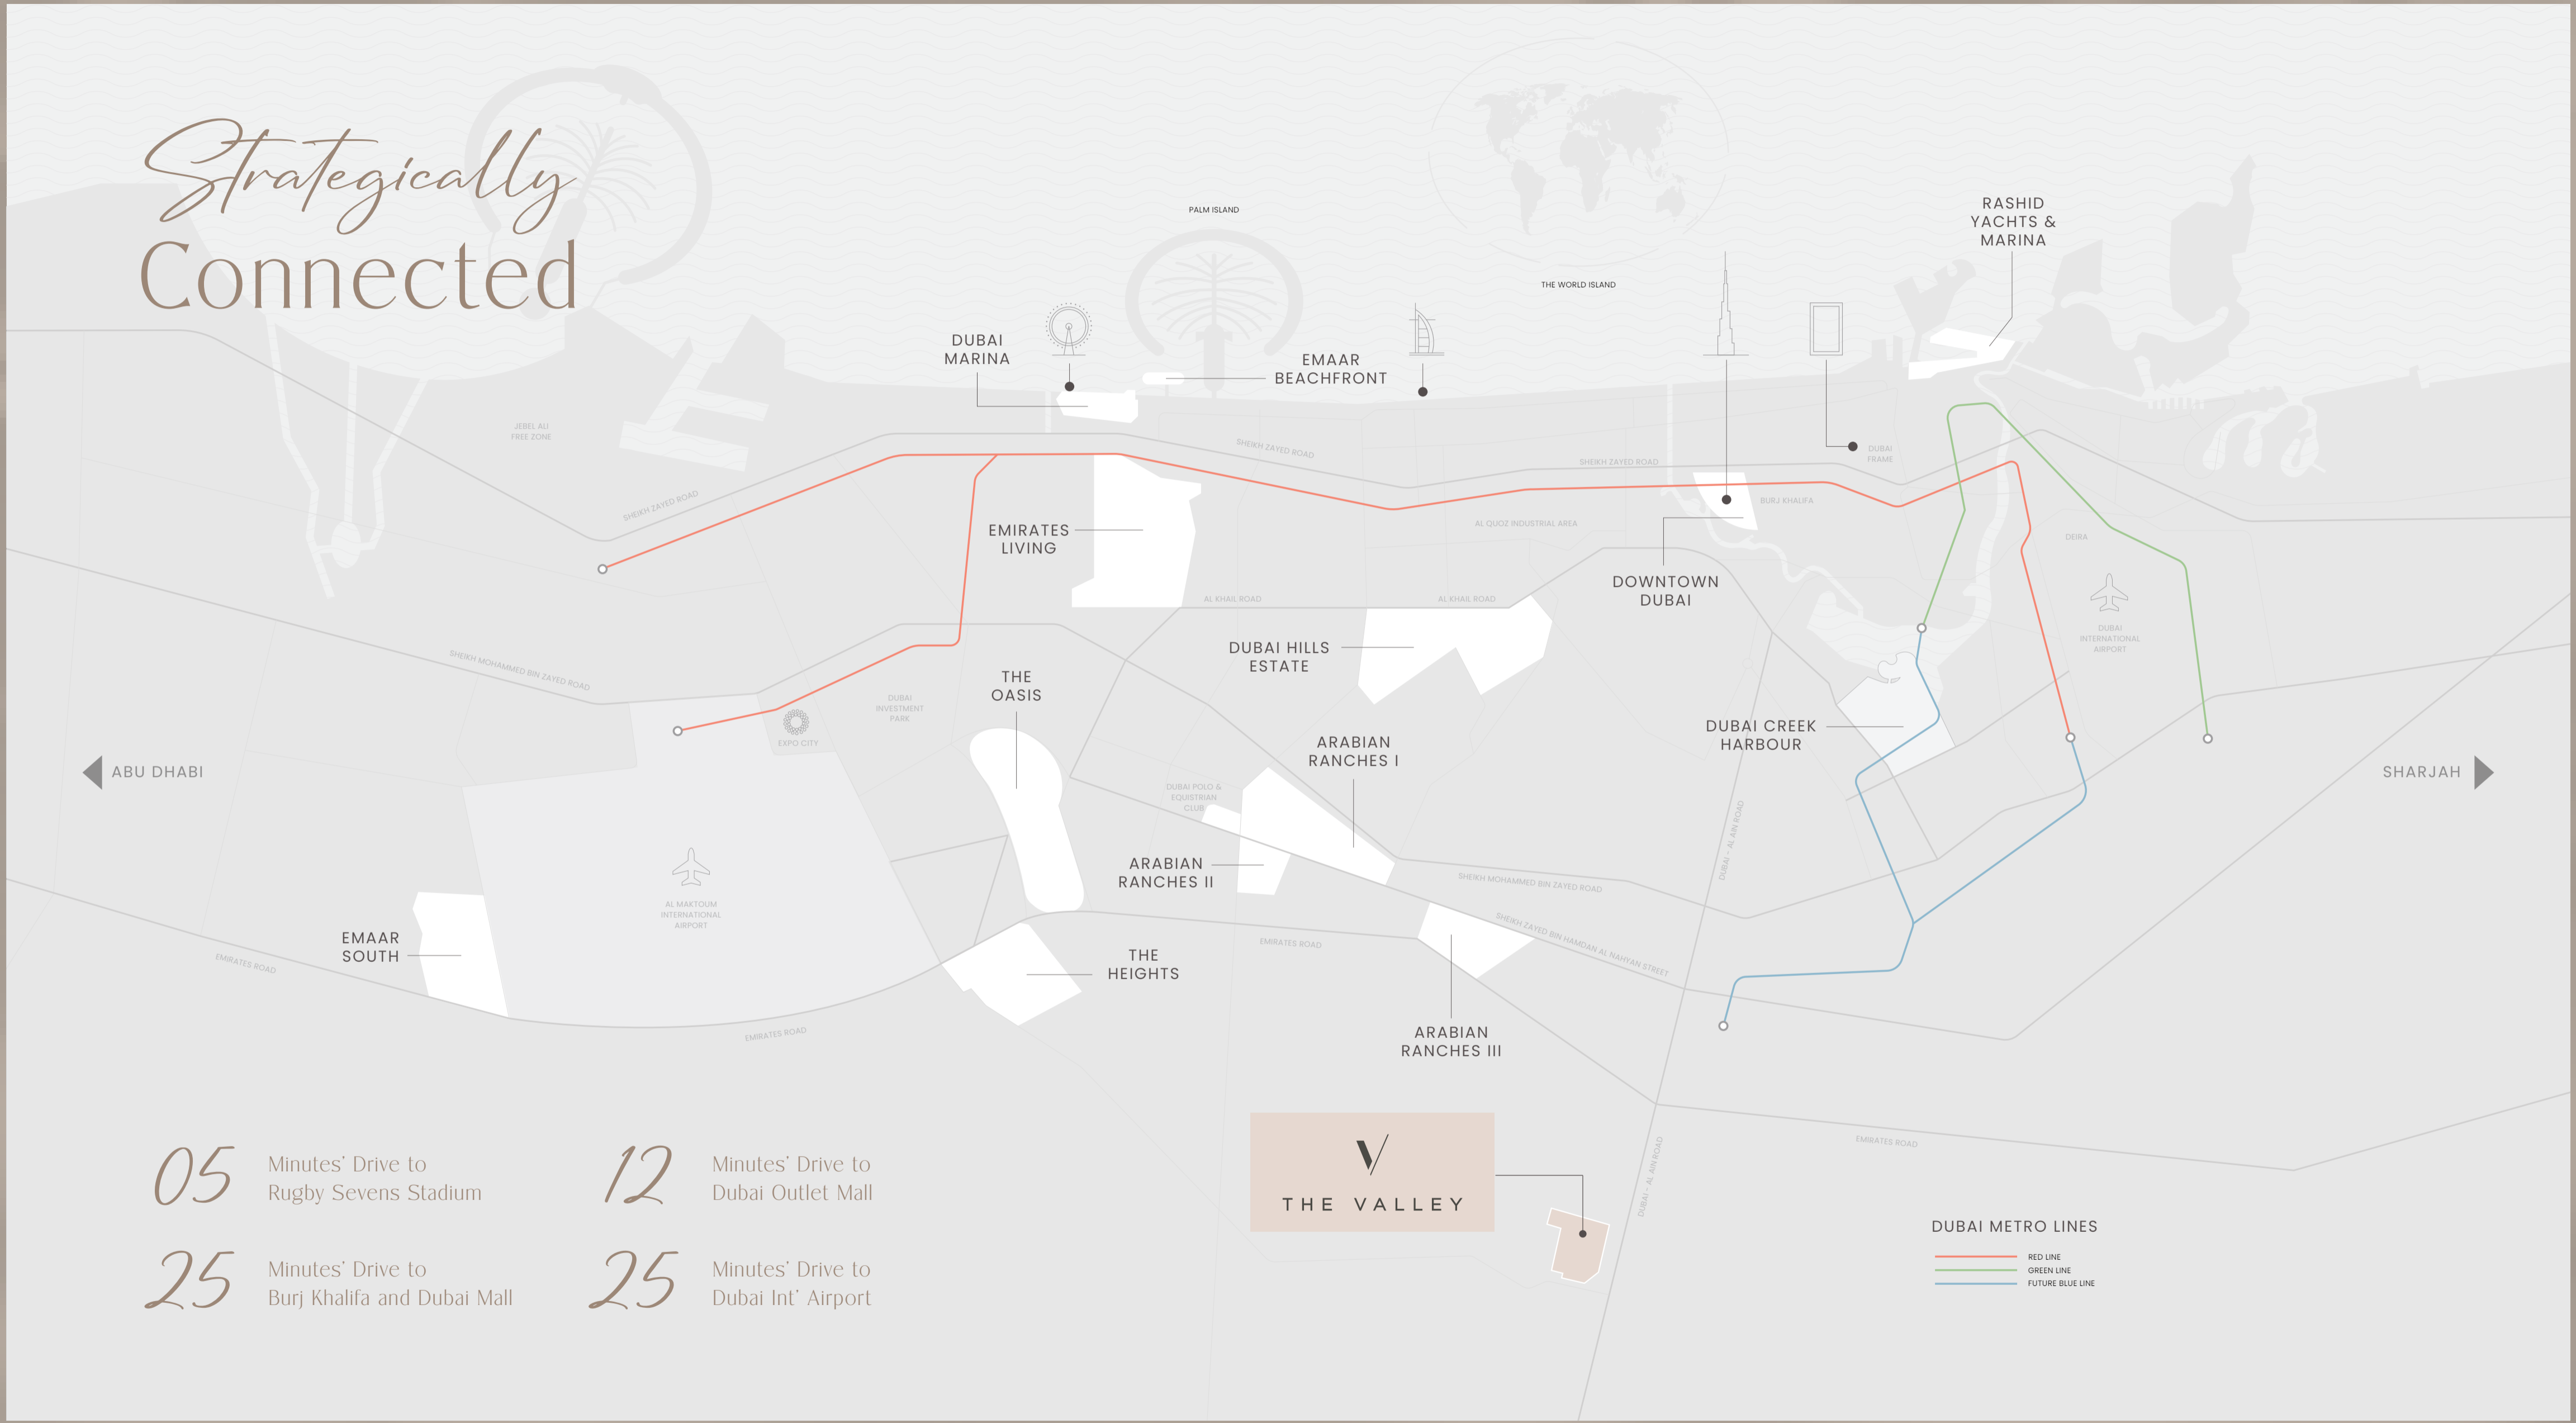 Strategically
Connected
PALM ISLAND
THE WORLD ISLAND
RASHID
YACHTS &
MARINA
DUBAI
MARINA
EMAAR
BEACHFRONT
JEBEL ALI
FREE ZONE
SHEIKH ZAYED ROAD
SHEIKH ZAYED ROAD
SHEIKH ZAYED ROAD
DUBAI
FRAME
BURJ KHALIFA
AL QUOZ INDUSTRIAL AREA
EMIRATES
LIVING
DEIRA
DOWNTOWN
DUBAI
AL KHAIL ROAD
AL KHAIL ROAD
DUBAI
INTERNATIONAL
AIRPORT
DUBAI HILLS
ESTATE
SHEIKH MOHAMMED BIN ZAYED ROAD
THE
OASIS
DUBAI
INVESTMENT
PARK
EXPO CITY
DUBAI CREEK
HARBOUR
ARABIAN
RANCHES I
ABU DHABI
SHARJAH
DUBAI POLO &
EQUISTRIAN
CLUB
DUBAI - AL AIN ROAD
ARABIAN
RANCHES II
SHEIKH MOHAMMED BIN ZAYED ROAD
AL MAKTOUM
INTERNATIONAL
AIRPORT
SHEIKH ZAYED BIN HAMDAN AL NAHYAN STREET
EMAAR
SOUTH
EMIRATES ROAD
EMIRATES ROAD
THE
HEIGHTS
EMIRATES ROAD
ARABIAN
RANCHES III
EMIRATES ROAD
DUBAI - AL AIN ROAD
V
THE VALLEY
05
Minutes' Drive to
Rugby Sevens Stadium
12
Minutes' Drive to
Dubai Outlet Mall
25
Minutes' Drive to
Burj Khalifa and Dubai Mall
25
Minutes' Drive to
Dubai Int' Airport
DUBAI METRO LINES
RED LINE
GREEN LINE
FUTURE BLUE LINE